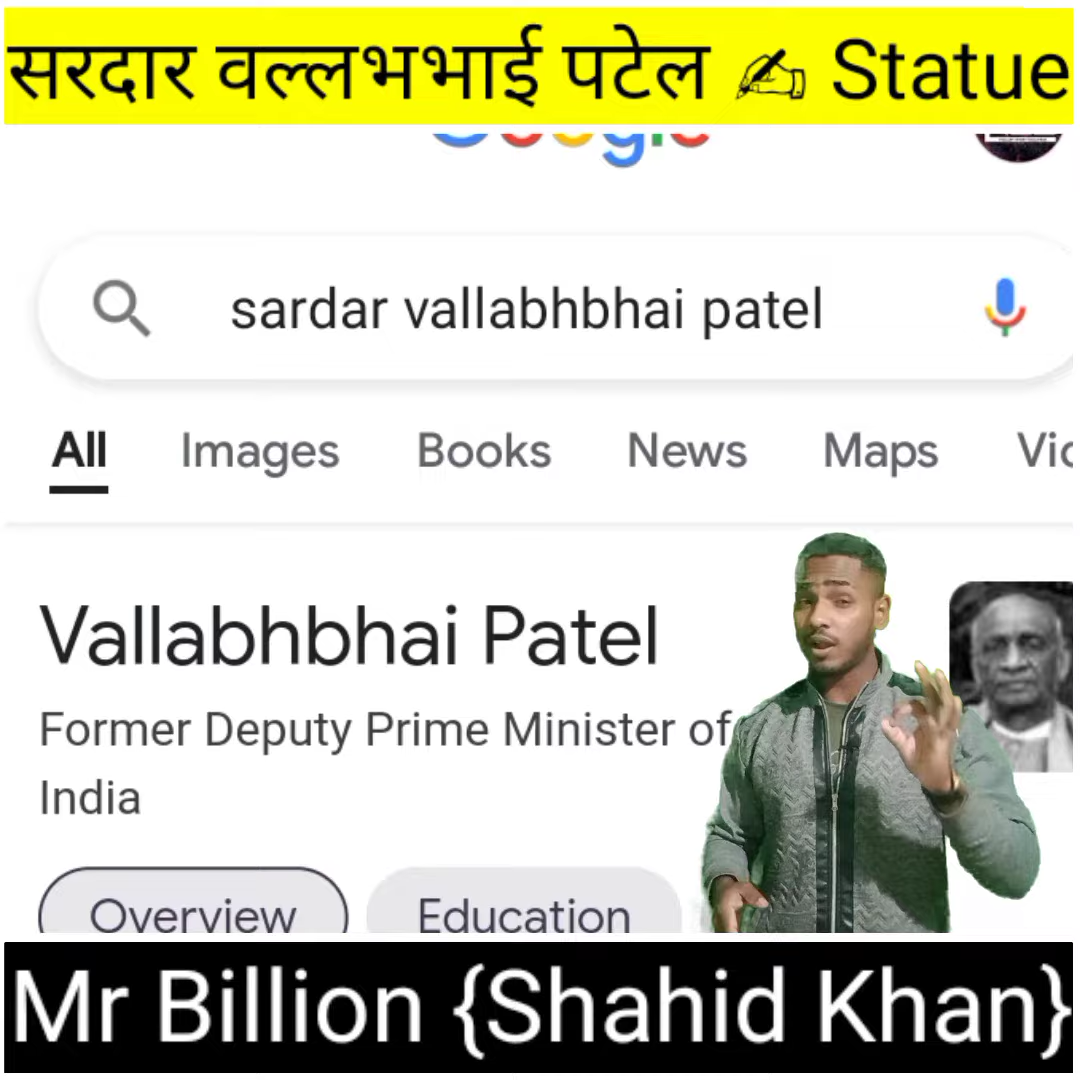 सरदार वल्लभभाई पटेल ✍ Statue
Google
sardar vallabhbhai patel
All Images Books News Maps
Vallabhbhai Patel
Former Deputy Prime Minister of
India
Overview Education
Mr Billion {Shahid Khan}